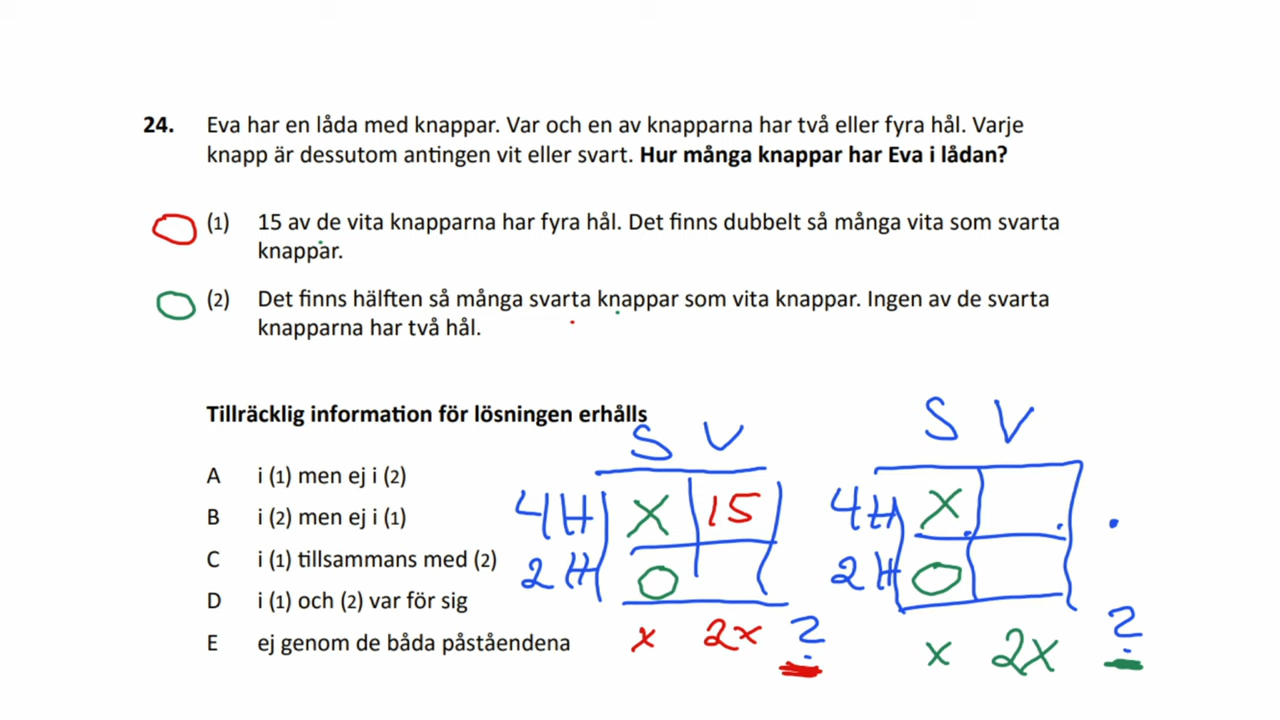 24. Eva har en låda med knappar. Var och en av knapparna har två eller fyra hål. Varje
knapp är dessutom antingen vit eller svart. Hur många knappar har Eva i lådan?
(1) 15 av de vita knapparna har fyra hål. Det finns dubbelt så många vita som svarta
knappar.
(2) Det finns hälften så många svarta knappar som vita knappar. Ingen av de svarta
knapparna har två hål.
Tillräcklig information för lösningen erhålls
A i (1) men ej i (2)
B i (2) men ej i (1)
C i (1) tillsammans med (2)
D i (1) och (2) var för sig
E ej genom de båda påståendena
S V
4H X 15
2H 0
x 2x ?
S V
4H X
2H 0
x 2x ?